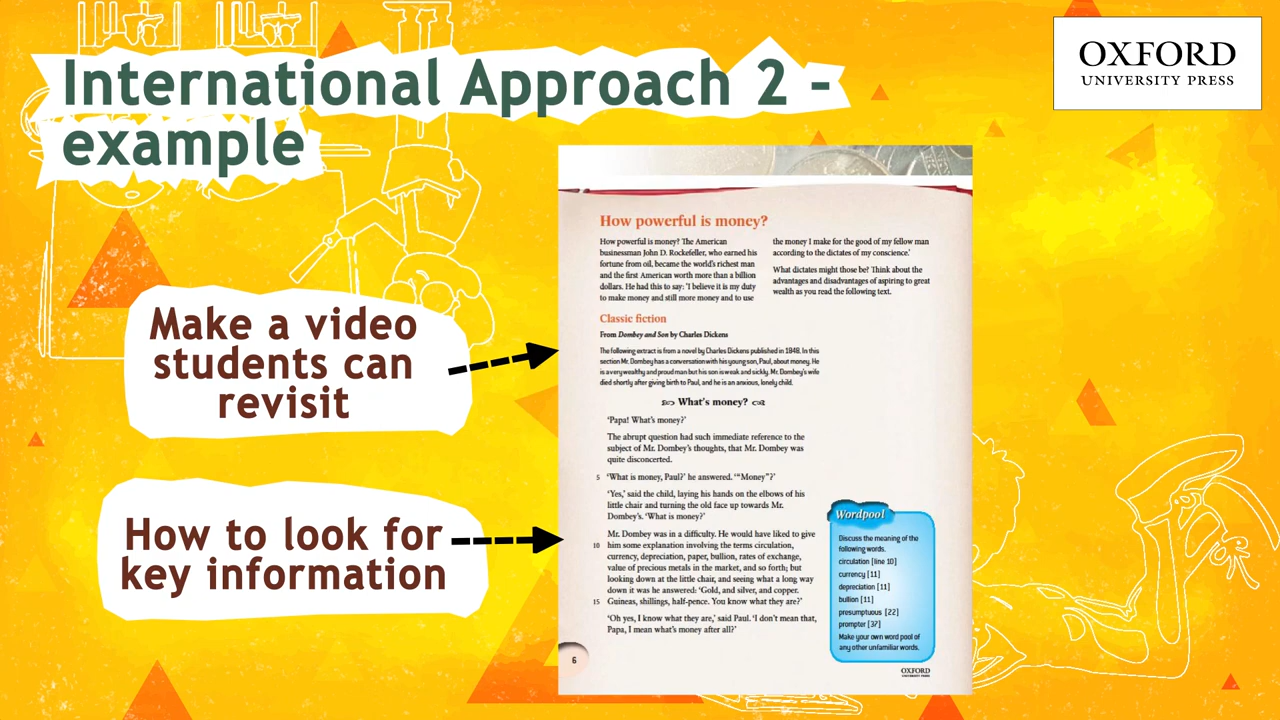 International Approach 2 -
example
OXFORD
UNIVERSITY PRESS
Make a video
students can
revisit
How to look for
key information
How powerful is money?
How powerful is money? The American
businessman John D. Rockefeller, who earned his
fortune from oil, became the world's richest man
and the first American worth more than a billion
dollars. He had this to say: 'I believe it is my duty
to make money and still more money and to use
the money I make for the good of my fellow man
according to the dictates of my conscience.'
What dictates might those be? Think about the
advantages and disadvantages of aspiring to great
wealth as you read the following text.
Classic fiction
From Dombey and Son by Charles Dickens
The following extract is from a novel by Charles Dickens published in 1848. In this
section Mr. Dombey has a conversation with his young son, Paul, about money. He
is a very wealthy and proud man but his son is weak and sickly. Mr. Dombey's wife
died shortly after giving birth to Paul, and he is an anxious, lonely child.
What's money?
'Papa! What's money?'
The abrupt question had such immediate reference to the
subject of Mr. Dombey's thoughts, that Mr. Dombey was
quite disconcerted.
5 'What is money, Paul?' he answered. '"Money"?'
'Yes,' said the child, laying his hands on the elbows of his
little chair and turning the old face up towards Mr.
Dombey's. 'What is money?'
Mr. Dombey was in a difficulty. He would have liked to give
10 him some explanation involving the terms circulation,
currency, depreciation, paper, bullion, rates of exchange,
value of precious metals in the market, and so forth; but
looking down at the little chair, and seeing what a long way
down it was he answered: 'Gold, and silver, and copper.
15 Guineas, shillings, half-pence. You know what they are?'
'Oh yes, I know what they are,' said Paul. 'I don't mean that,
Papa, I mean what's money after all?'
Wordpool
Discuss the meaning of the
following words.
circulation [line 10]
currency [11]
depreciation [11]
bullion [11]
presumptuous [22]
prompter [37]
Make your own word pool of
any other unfamiliar words.
6
OXFORD
UNIVERSITY PRESS